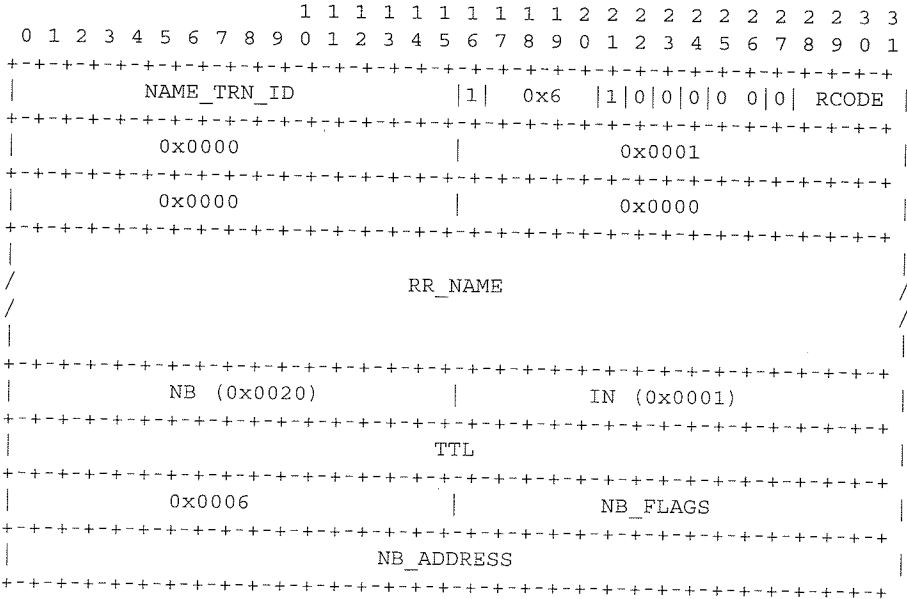 1 1 1 1 1 1 1 1 1 1 2 2 2 2 2 2 2 2 2 2 3 3
 0 1 2 3 4 5 6 7 8 9 0 1 2 3 4 5 6 7 8 9 0 1 2 3 4 5 6 7 8 9 0 1
+-+-+-+-+-+-+-+-+-+-+-+-+-+-+-+-+-+-+-+-+-+-+-+-+-+-+-+-+-+-+-+-+
|          NAME_TRN_ID          |1|  0x6  |1|0|0|0|0 0|0| RCODE |
+-+-+-+-+-+-+-+-+-+-+-+-+-+-+-+-+-+-+-+-+-+-+-+-+-+-+-+-+-+-+-+-+
|          0x0000               |           0x0001              |
+-+-+-+-+-+-+-+-+-+-+-+-+-+-+-+-+-+-+-+-+-+-+-+-+-+-+-+-+-+-+-+-+
|          0x0000               |           0x0000              |
+-+-+-+-+-+-+-+-+-+-+-+-+-+-+-+-+-+-+-+-+-+-+-+-+-+-+-+-+-+-+-+-+
|                                                               |
/                            RR_NAME                            /
/                                                               /
|                                                               |
+-+-+-+-+-+-+-+-+-+-+-+-+-+-+-+-+-+-+-+-+-+-+-+-+-+-+-+-+-+-+-+-+
|           NB (0x0020)         |         IN (0x0001)           |
+-+-+-+-+-+-+-+-+-+-+-+-+-+-+-+-+-+-+-+-+-+-+-+-+-+-+-+-+-+-+-+-+
|                              TTL                              |
+-+-+-+-+-+-+-+-+-+-+-+-+-+-+-+-+-+-+-+-+-+-+-+-+-+-+-+-+-+-+-+-+
|           0x0006              |          NB_FLAGS             |
+-+-+-+-+-+-+-+-+-+-+-+-+-+-+-+-+-+-+-+-+-+-+-+-+-+-+-+-+-+-+-+-+
|                          NB_ADDRESS                           |
+-+-+-+-+-+-+-+-+-+-+-+-+-+-+-+-+-+-+-+-+-+-+-+-+-+-+-+-+-+-+-+-+